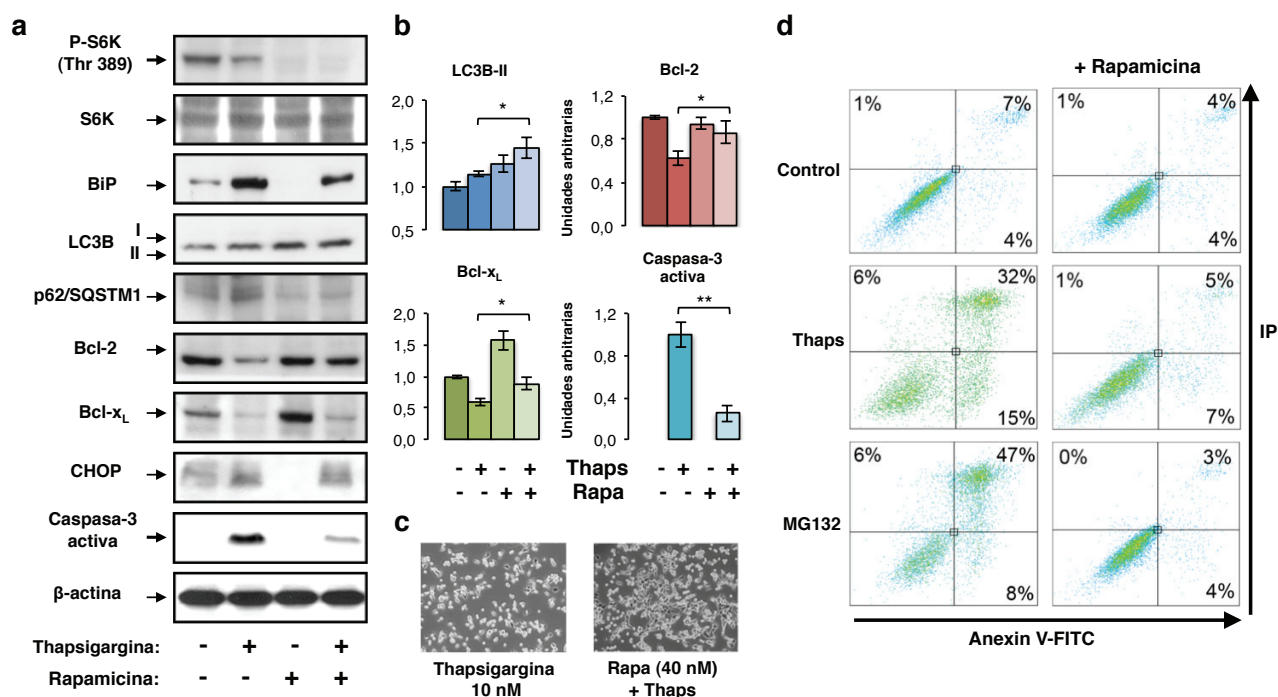 a
P-S6K
(Thr 389)
S6K
BiP
LC3B
I
II
p62/SQSTM1
Bcl-2
Bcl-xL
CHOP
Caspasa-3
activa
β-actina
Thapsigargina: - + - +
Rapamicina: - - + +
b
LC3B-II
2,0
1,5
1,0
0,5
*
Bcl-2
Unidades arbitrarias
1,2
0,8
0,4
0,0
*
Bcl-xL
2,0
1,5
1,0
0,5
0,0
*
Caspasa-3
activa
Unidades arbitrarias
1,2
0,8
0,4
0,0
**
- + - + Thaps - + - +
- - + + Rapa - - + +
c
Thapsigargina
10 nM
Rapa (40 nM)
+ Thaps
d
+ Rapamicina
Control
1% 7%
4%
1% 4%
4%
Thaps
6% 32%
15%
1% 5%
7%
MG132
6% 47%
8%
0% 3%
4%
IP
Anexin V-FITC